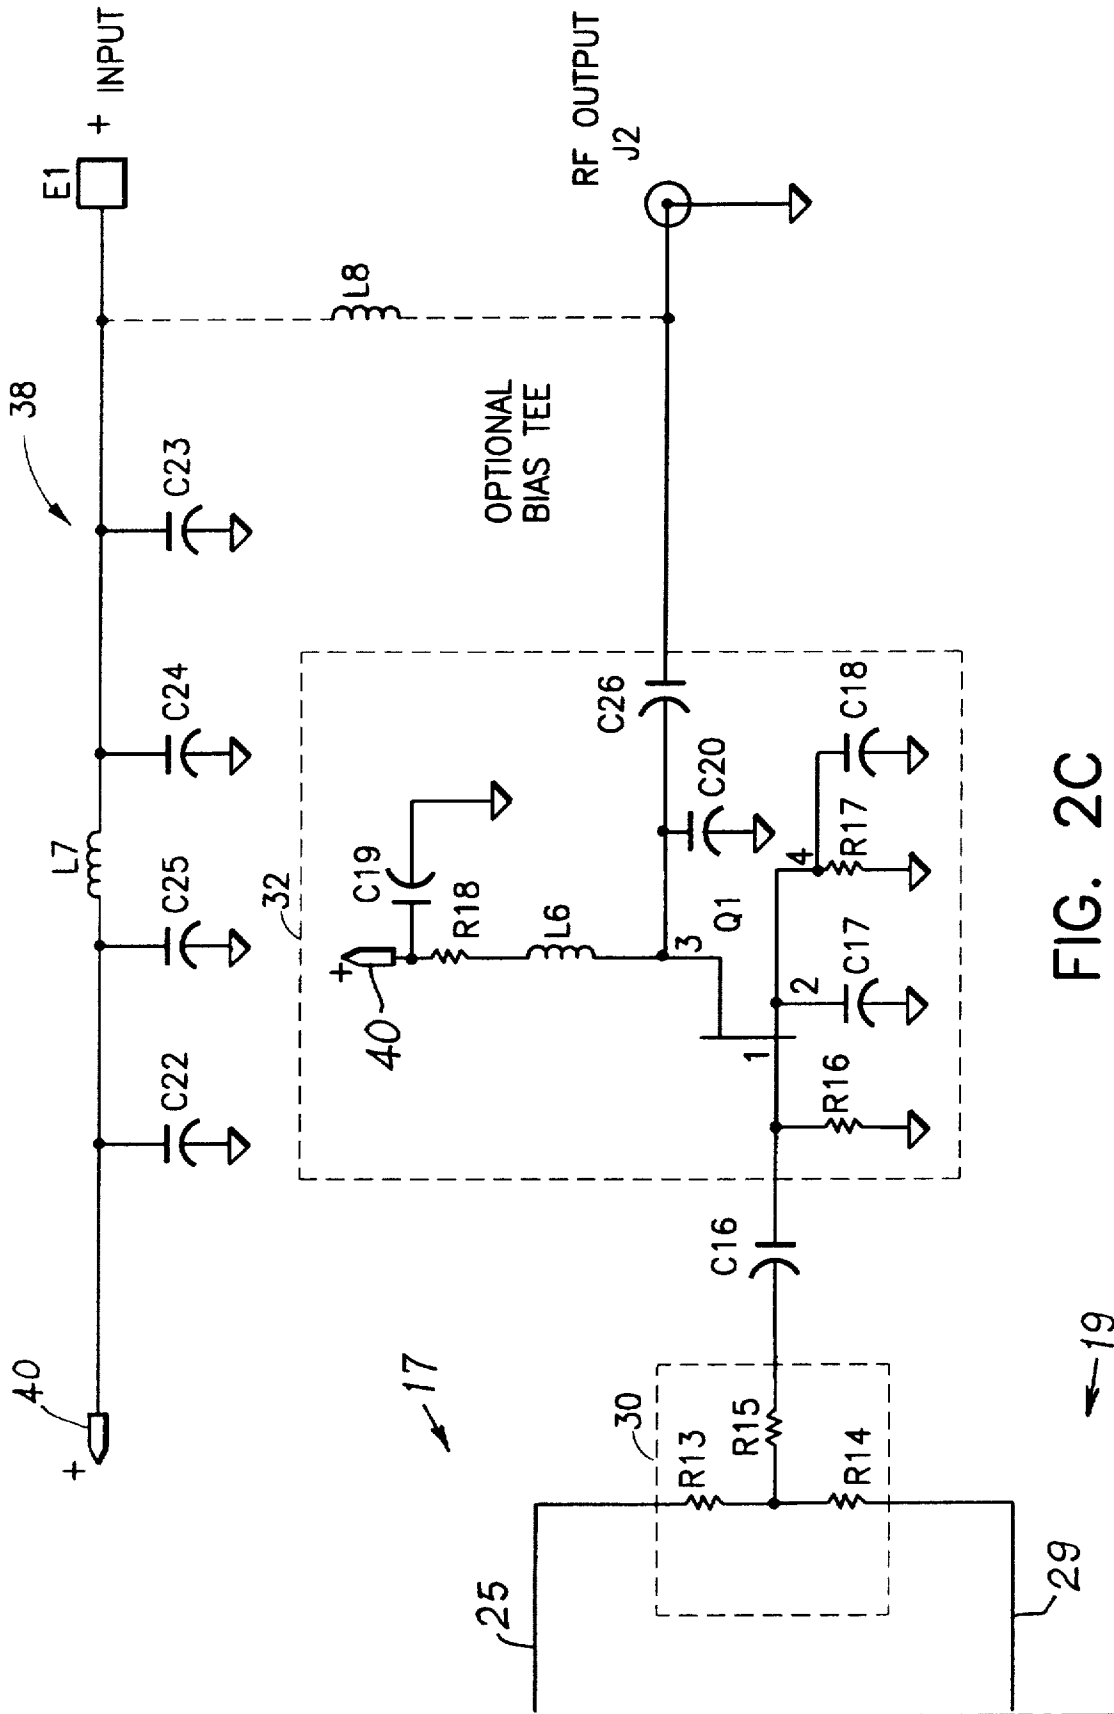 40
+
C22
C25
L7
C24
C23
38
E1
+ INPUT
L8
OPTIONAL
BIAS TEE
RF OUTPUT
J2
32
+
40
C19
R18
L6
3
Q1
C20
C26
1
2
4
R16
C17
R17
C18
C16
17
30
R13
R15
R14
25
29
19
FIG. 2C